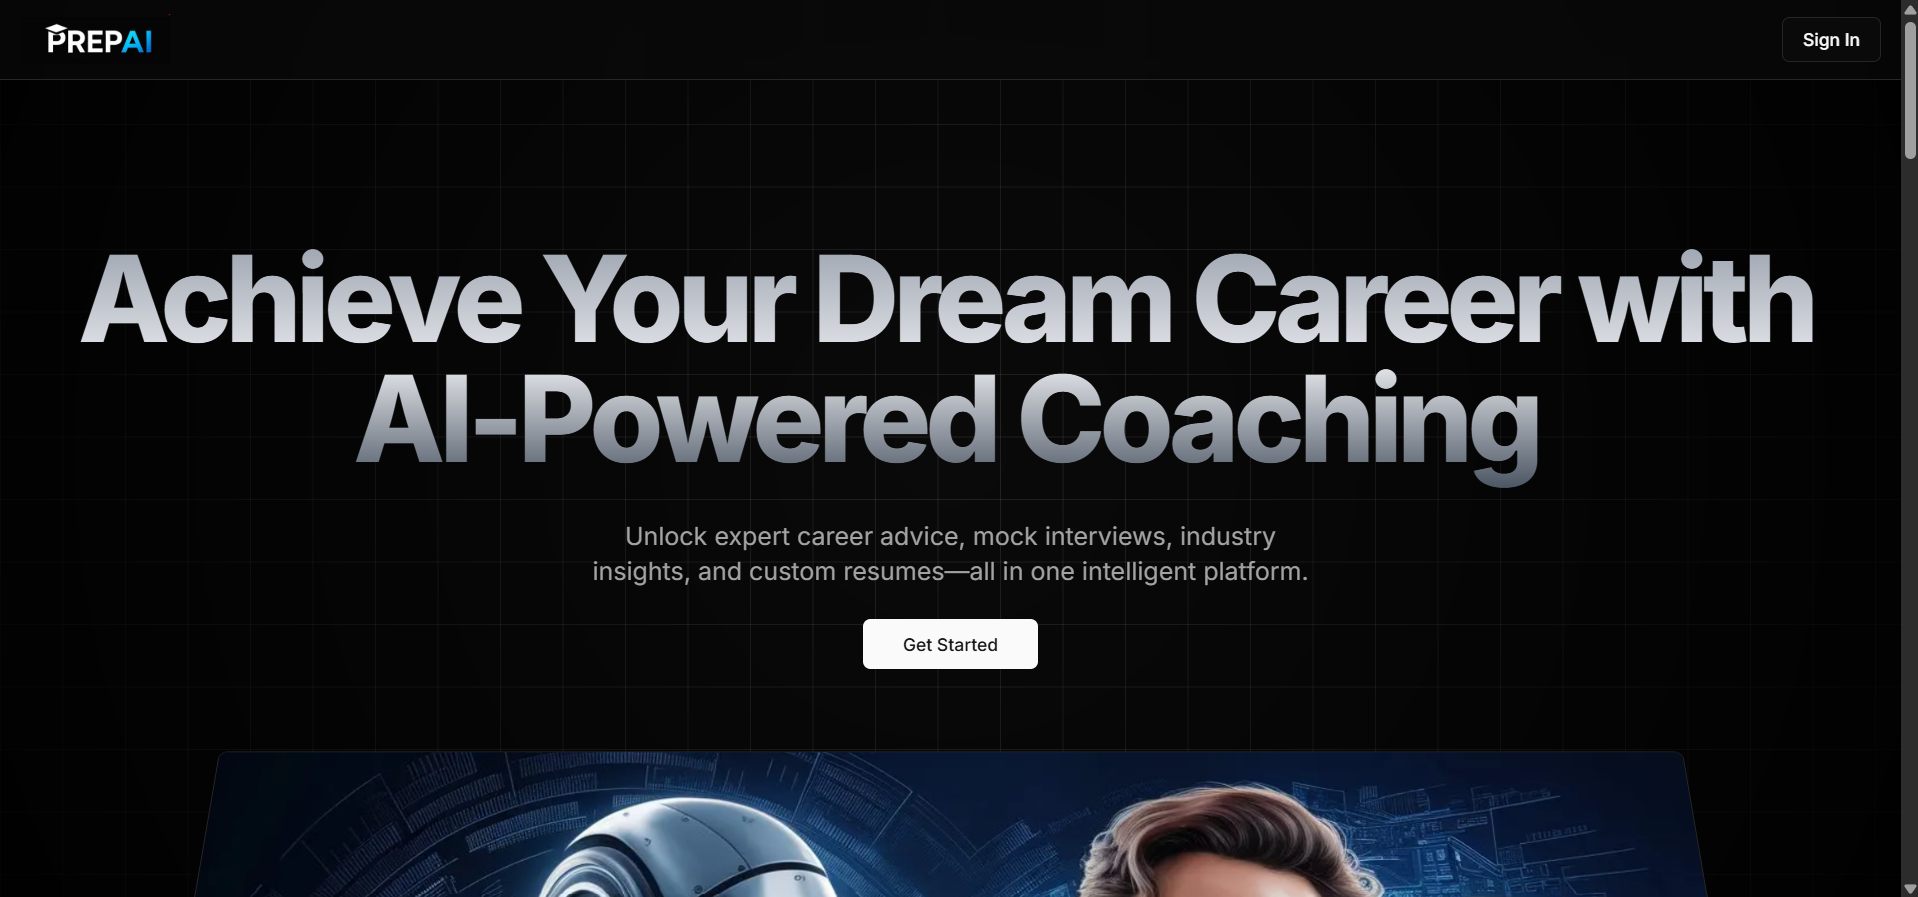 PREPAI
Sign In
Achieve Your Dream Career with
AI-Powered Coaching
Unlock expert career advice, mock interviews, industry
insights, and custom resumes—all in one intelligent platform.
Get Started